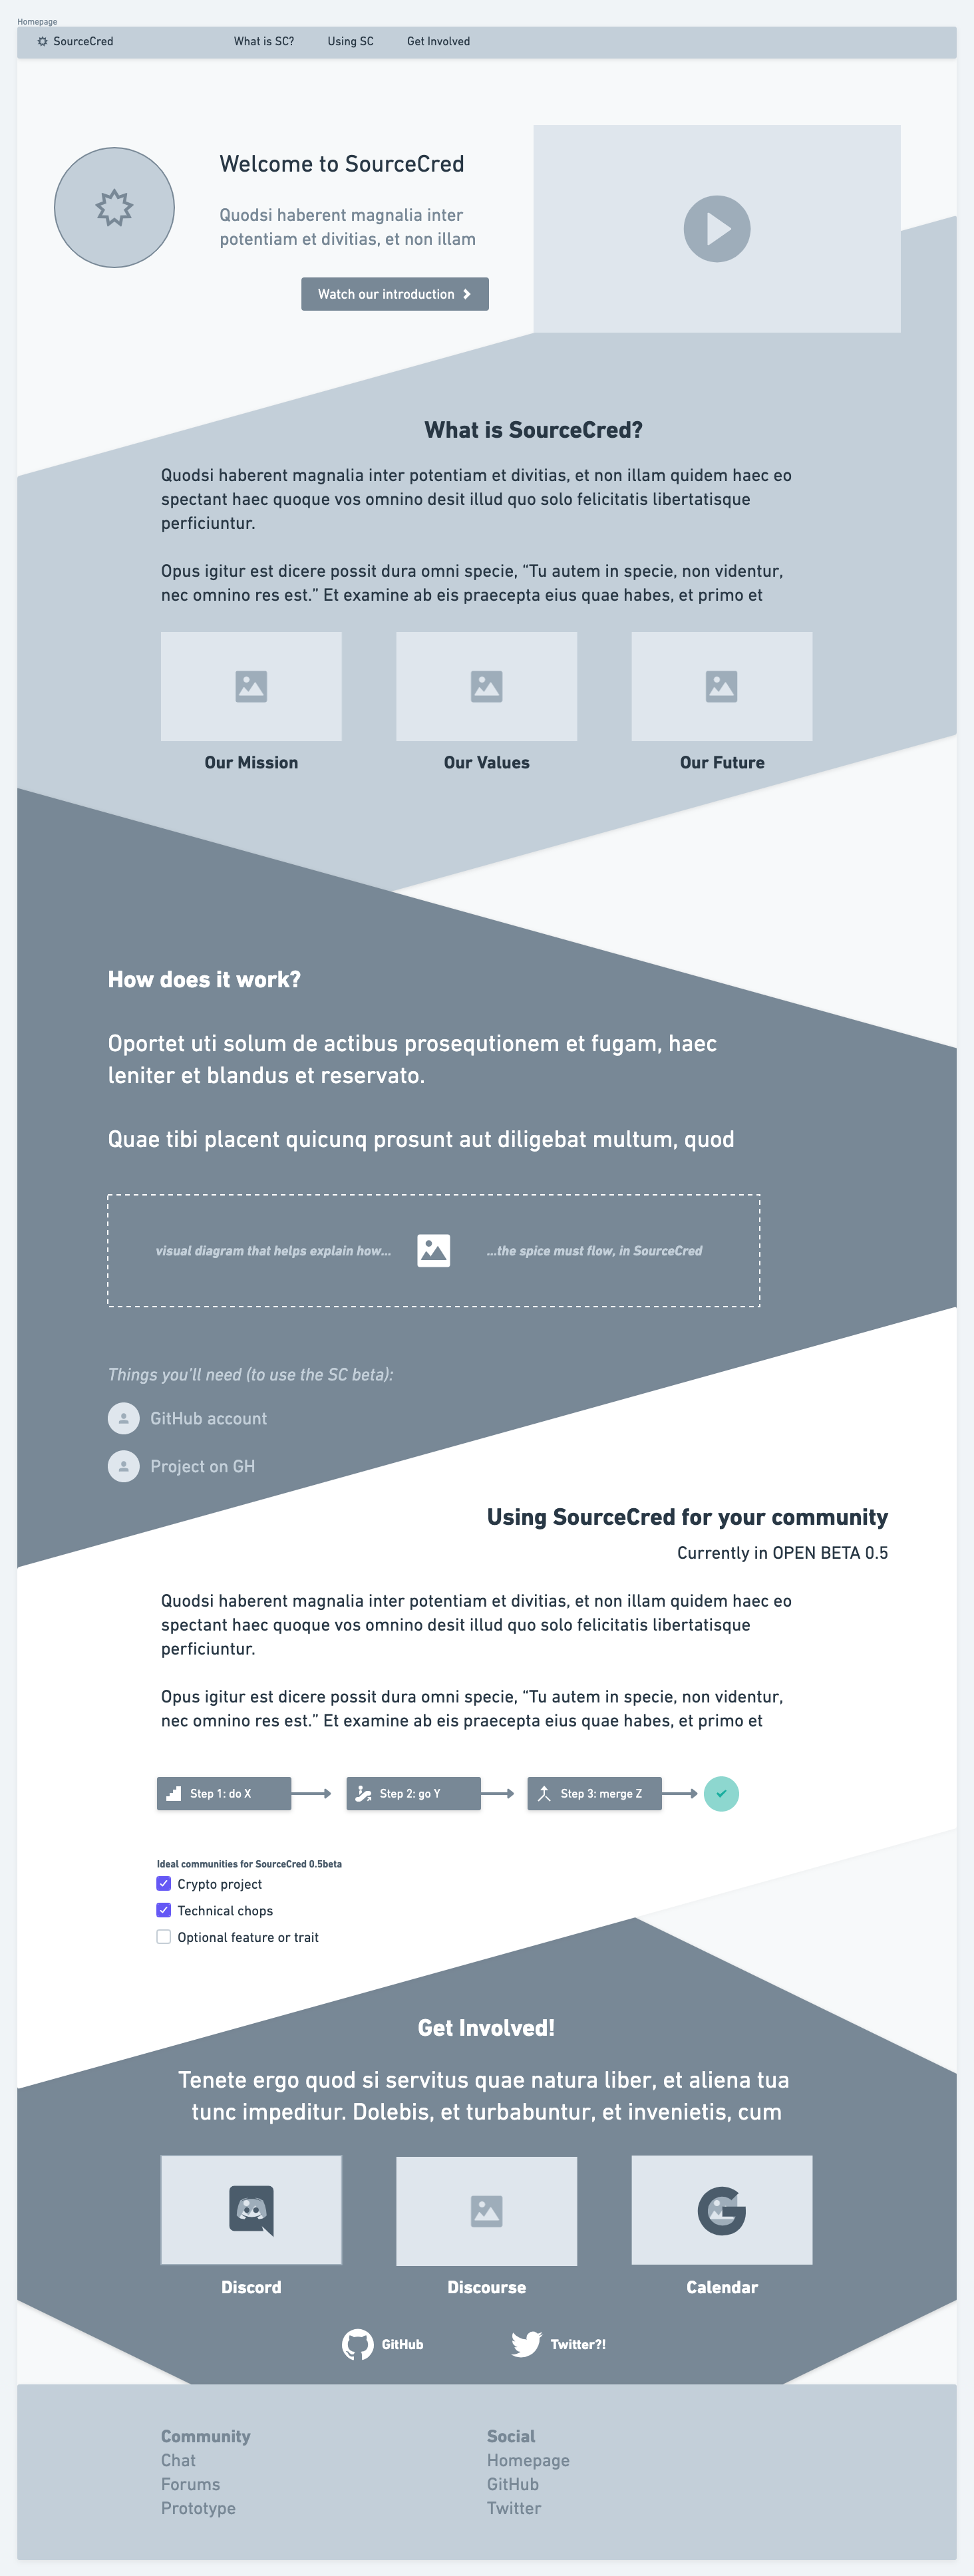 Homepage
SourceCred
What is SC?
Using SC
Get Involved
Welcome to SourceCred
Quodsi haberent magnalia inter
potentiam et divitias, et non illam
Watch our introduction
What is SourceCred?
Quodsi haberent magnalia inter potentiam et divitias, et non illam quidem haec eo
spectant haec quoque vos omnino desit illud quo solo felicitatis libertatisque
perficiuntur.
Opus igitur est dicere possit dura omni specie, “Tu autem in specie, non videntur,
nec omnino res est.” Et examine ab eis praecepta eius quae habes, et primo et
Our Mission
Our Values
Our Future
How does it work?
Oportet uti solum de actibus prosequtionem et fugam, haec
leniter et blandus et reservato.
Quae tibi placent quicunq prosunt aut diligebat multum, quod
visual diagram that helps explain how...
...the spice must flow, in SourceCred
Things you’ll need (to use the SC beta):
GitHub account
Project on GH
Using SourceCred for your community
Currently in OPEN BETA 0.5
Quodsi haberent magnalia inter potentiam et divitias, et non illam quidem haec eo
spectant haec quoque vos omnino desit illud quo solo felicitatis libertatisque
perficiuntur.
Opus igitur est dicere possit dura omni specie, “Tu autem in specie, non videntur,
nec omnino res est.” Et examine ab eis praecepta eius quae habes, et primo et
Step 1: do X
Step 2: go Y
Step 3: merge Z
Ideal communities for SourceCred 0.5beta
Crypto project
Technical chops
Optional feature or trait
Get Involved!
Tenete ergo quod si servitus quae natura liber, et aliena tua
tunc impeditur. Dolebis, et turbabuntur, et invenietis, cum
Discord
Discourse
Calendar
GitHub
Twitter?!
Community
Chat
Forums
Prototype
Social
Homepage
GitHub
Twitter